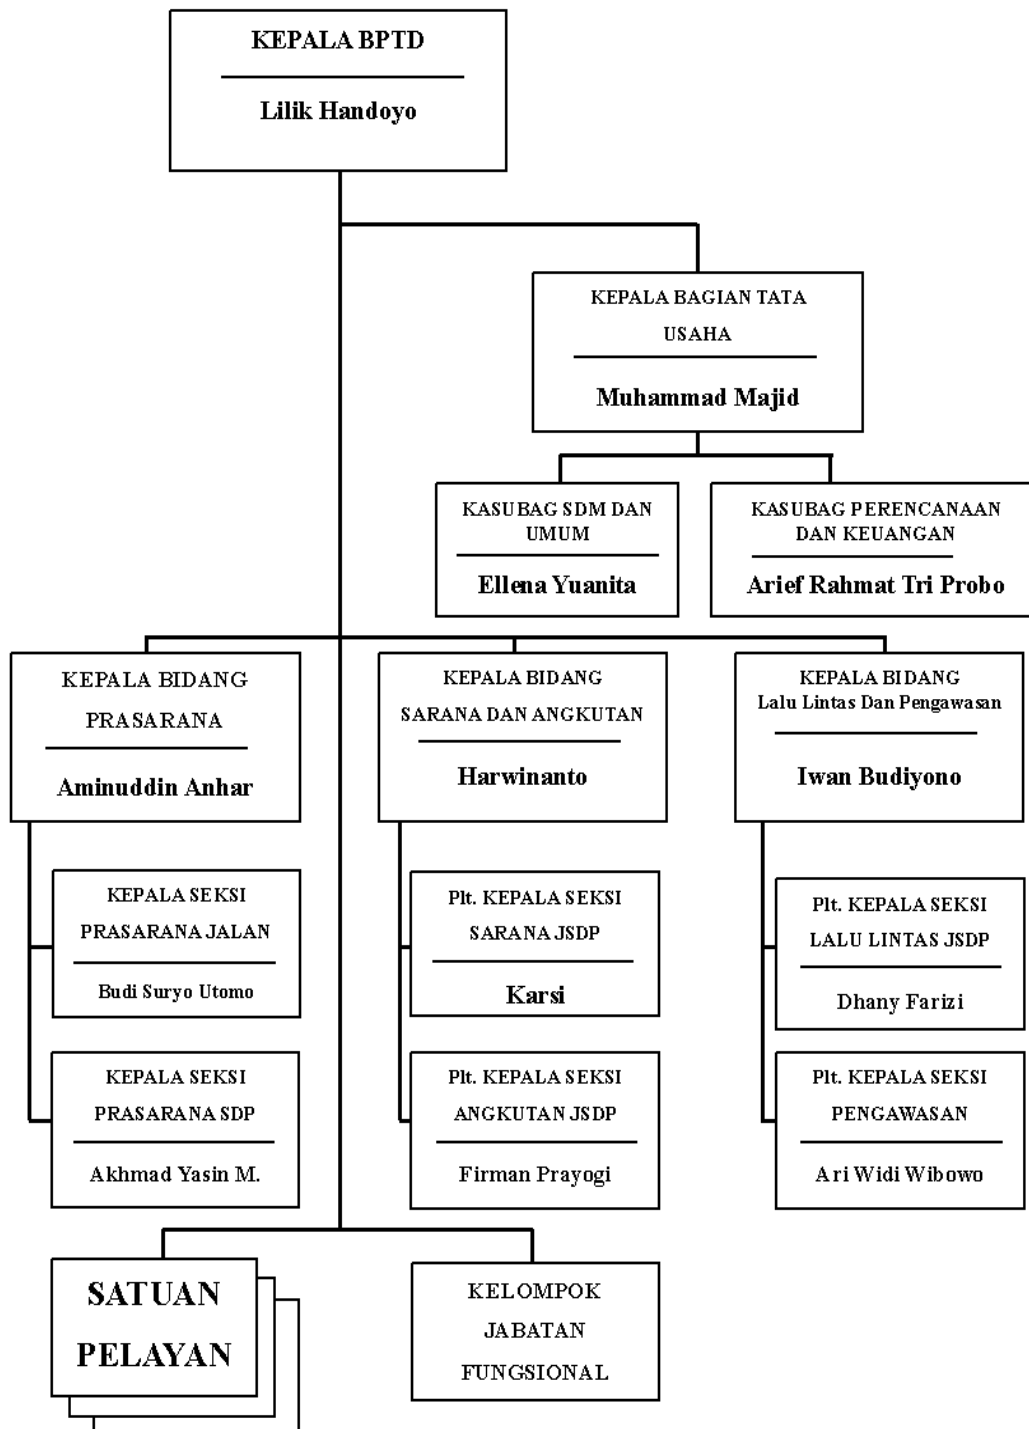 KEPALA BPTD
Lilik Handoyo
KEPALA BAGIAN TATA
USAHA
Muhammad Majid
KASUBAG SDM DAN
UMUM
Ellena Yuanita
KASUBAG PERENCANAAN
DAN KEUANGAN
Arief Rahmat Tri Probo
KEPALA BIDANG
PRASARANA
Aminuddin Anhar
KEPALA BIDANG
SARANA DAN ANGKUTAN
Harwinanto
KEPALA BIDANG
Lalu Lintas Dan Pengawasan
Iwan Budiyono
KEPALA SEKSI
PRASARANA JALAN
Budi Suryo Utomo
Plt. KEPALA SEKSI
SARANA JSDP
Karsi
Plt. KEPALA SEKSI
LALU LINTAS JSDP
Dhany Farizi
KEPALA SEKSI
PRASARANA SDP
Akhmad Yasin M.
Plt. KEPALA SEKSI
ANGKUTAN JSDP
Firman Prayogi
Plt. KEPALA SEKSI
PENGAWASAN
Ari Widi Wibowo
SATUAN
PELAYAN
KELOMPOK
JABATAN
FUNGSIONAL